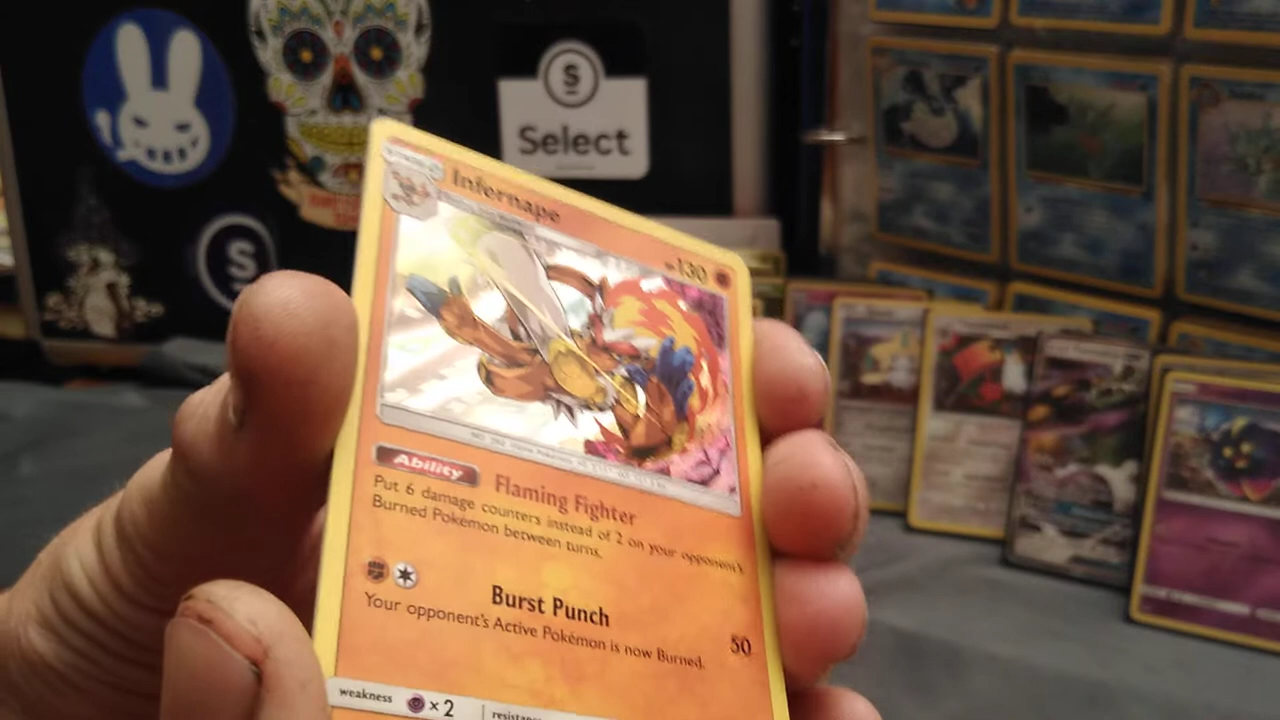 S
Select
S
Infernape
HP 130
Ability
Flaming Fighter
Put 6 damage counters instead of 2 on your opponent's
Burned Pokémon between turns.
Burst Punch
50
Your opponent's Active Pokémon is now Burned.
weakness
×2